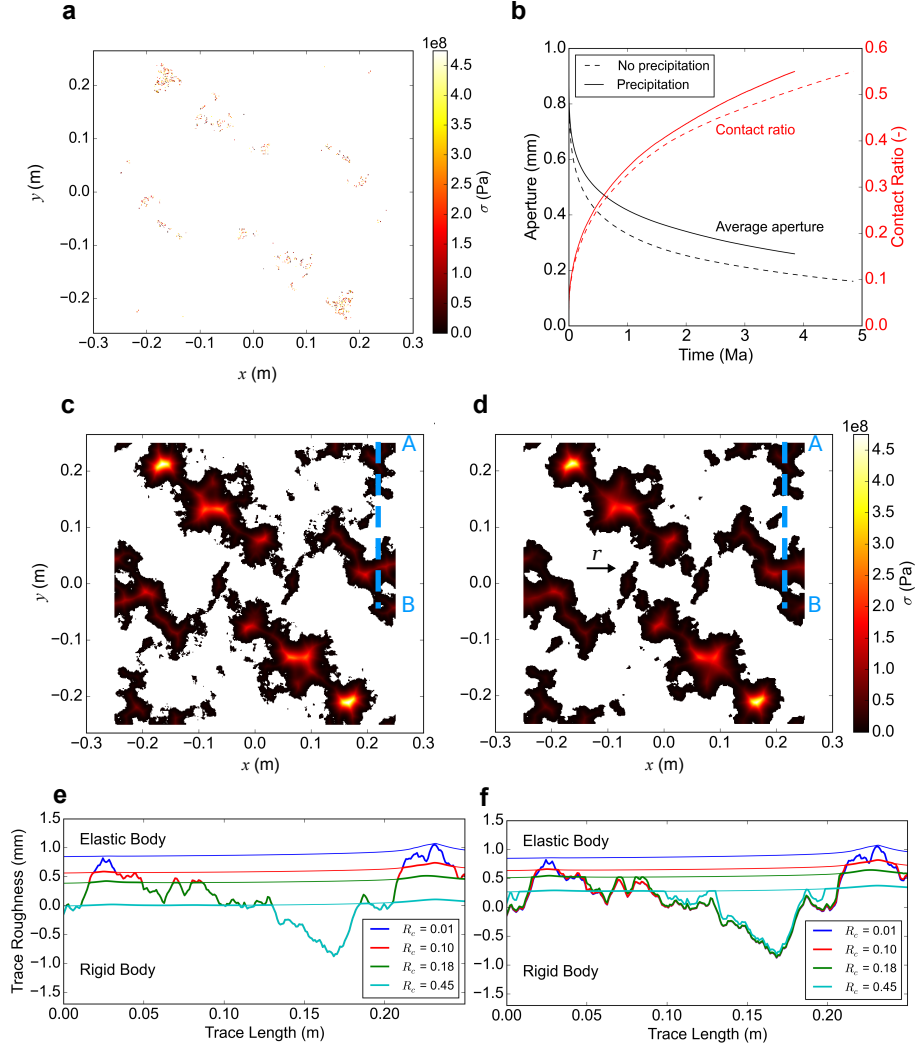 a
1e8
0.2
0.1
0.0
−0.1
−0.2
y (m)
−0.3
−0.2
−0.1
0.0
0.1
0.2
0.3
x (m)
4.5
4.0
3.5
3.0
2.5
2.0
1.5
1.0
0.5
0.0
σ (Pa)
b
1.0
0.8
0.6
0.4
0.2
0.0
Aperture (mm)
No precipitation
Precipitation
Contact ratio
Average aperture
0
1
2
3
4
5
Time (Ma)
0.6
0.5
0.4
0.3
0.2
0.1
0.0
Contact Ratio (-)
c
A
B
0.2
0.1
0.0
−0.1
−0.2
y (m)
−0.3
−0.2
−0.1
0.0
0.1
0.2
0.3
x (m)
d
A
B
r
0.2
0.1
0.0
−0.1
−0.2
−0.3
−0.2
−0.1
0.0
0.1
0.2
0.3
x (m)
1e8
4.5
4.0
3.5
3.0
2.5
2.0
1.5
1.0
0.5
0.0
σ (Pa)
e
Elastic Body
Rigid Body
1.5
1.0
0.5
0.0
−0.5
−1.0
−1.5
Trace Roughness (mm)
R_c = 0.01
R_c = 0.10
R_c = 0.18
R_c = 0.45
0.00
0.05
0.10
0.15
0.20
Trace Length (m)
f
Elastic Body
Rigid Body
1.5
1.0
0.5
0.0
−0.5
−1.0
−1.5
R_c = 0.01
R_c = 0.10
R_c = 0.18
R_c = 0.45
0.00
0.05
0.10
0.15
0.20
Trace Length (m)